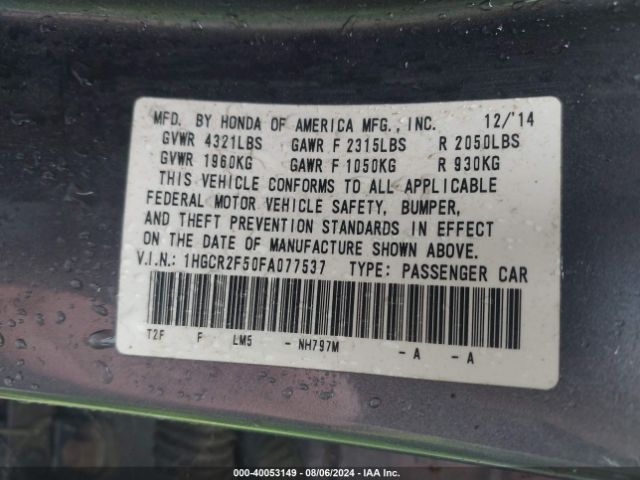 MFD. BY HONDA OF AMERICA MFG., INC. 12/'14
GVWR 4321LBS GAWR F 2315LBS R 2050LBS
GVWR 1960KG GAWR F 1050KG R 930KG
THIS VEHICLE CONFORMS TO ALL APPLICABLE
FEDERAL MOTOR VEHICLE SAFETY, BUMPER,
AND THEFT PREVENTION STANDARDS IN EFFECT
ON THE DATE OF MANUFACTURE SHOWN ABOVE.
V.I.N.: 1HGCR2F50FA077537 TYPE: PASSENGER CAR
T2F F LM5 - NH797M - A - A
000-40053149 - 08/06/2024 - IAA Inc.